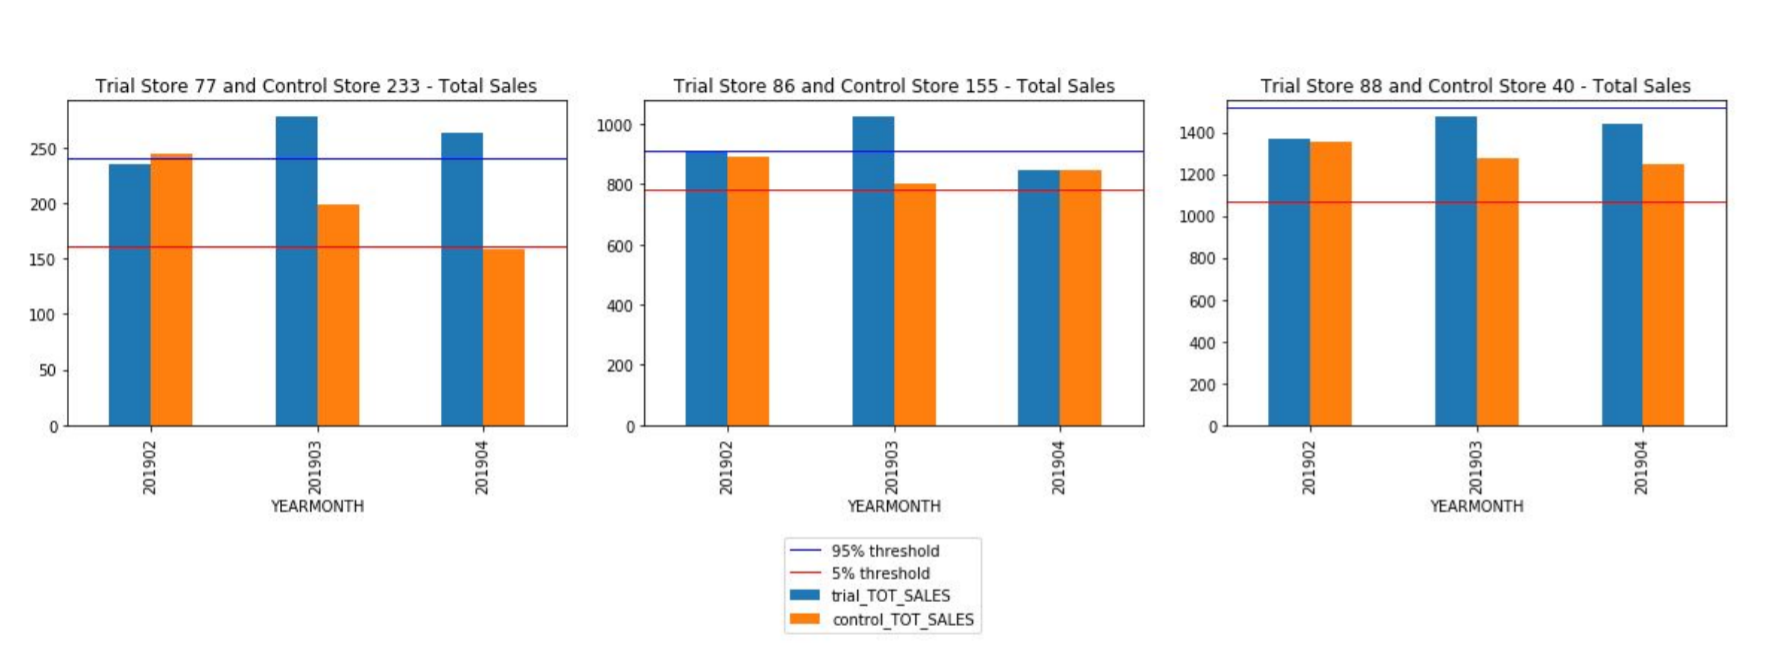 Trial Store 77 and Control Store 233 - Total Sales
250
200
150
100
50
0
201902
201903
201904
YEARMONTH
Trial Store 86 and Control Store 155 - Total Sales
1000
800
600
400
200
0
201902
201903
201904
YEARMONTH
Trial Store 88 and Control Store 40 - Total Sales
1400
1200
1000
800
600
400
200
0
201902
201903
201904
YEARMONTH
95% threshold
5% threshold
trial_TOT_SALES
control_TOT_SALES